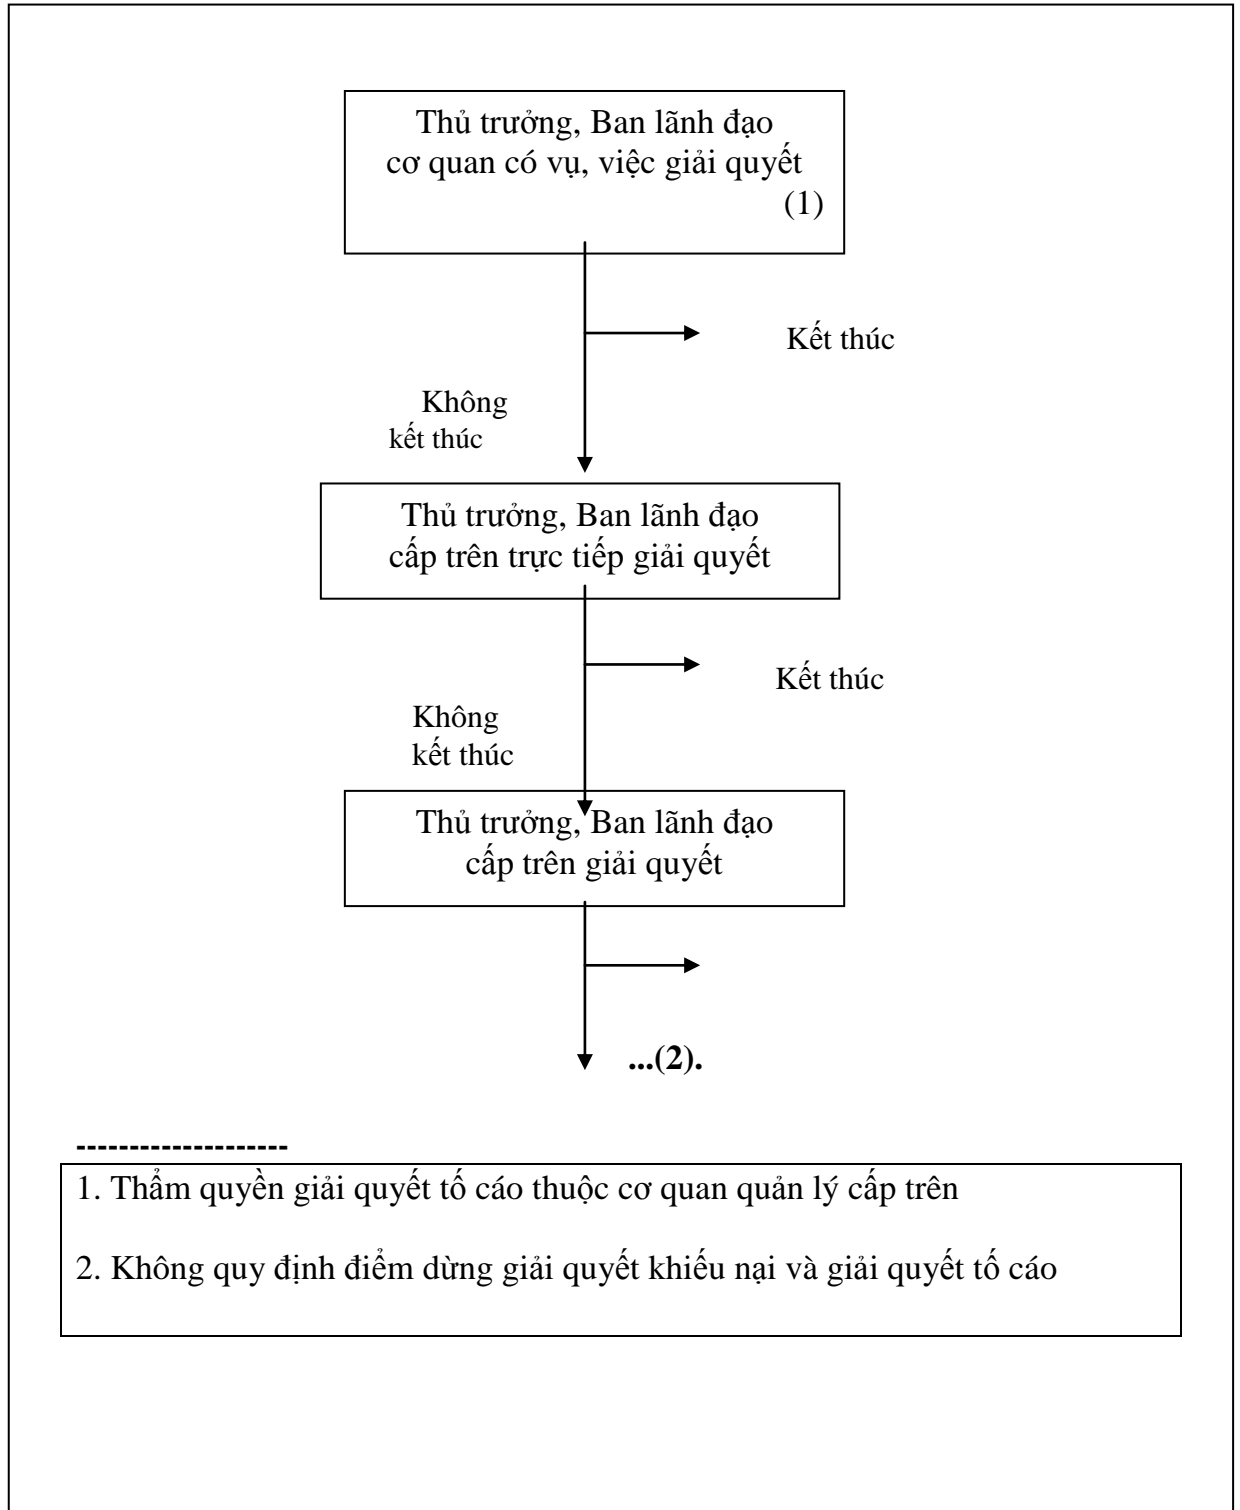 Thủ trưởng, Ban lãnh đạo
cơ quan có vụ, việc giải quyết
(1)
Kết thúc
Không
kết thúc
Thủ trưởng, Ban lãnh đạo
cấp trên trực tiếp giải quyết
Kết thúc
Không
kết thúc
Thủ trưởng, Ban lãnh đạo
cấp trên giải quyết
...(2).
--------------------
1. Thẩm quyền giải quyết tố cáo thuộc cơ quan quản lý cấp trên
2. Không quy định điểm dừng giải quyết khiếu nại và giải quyết tố cáo